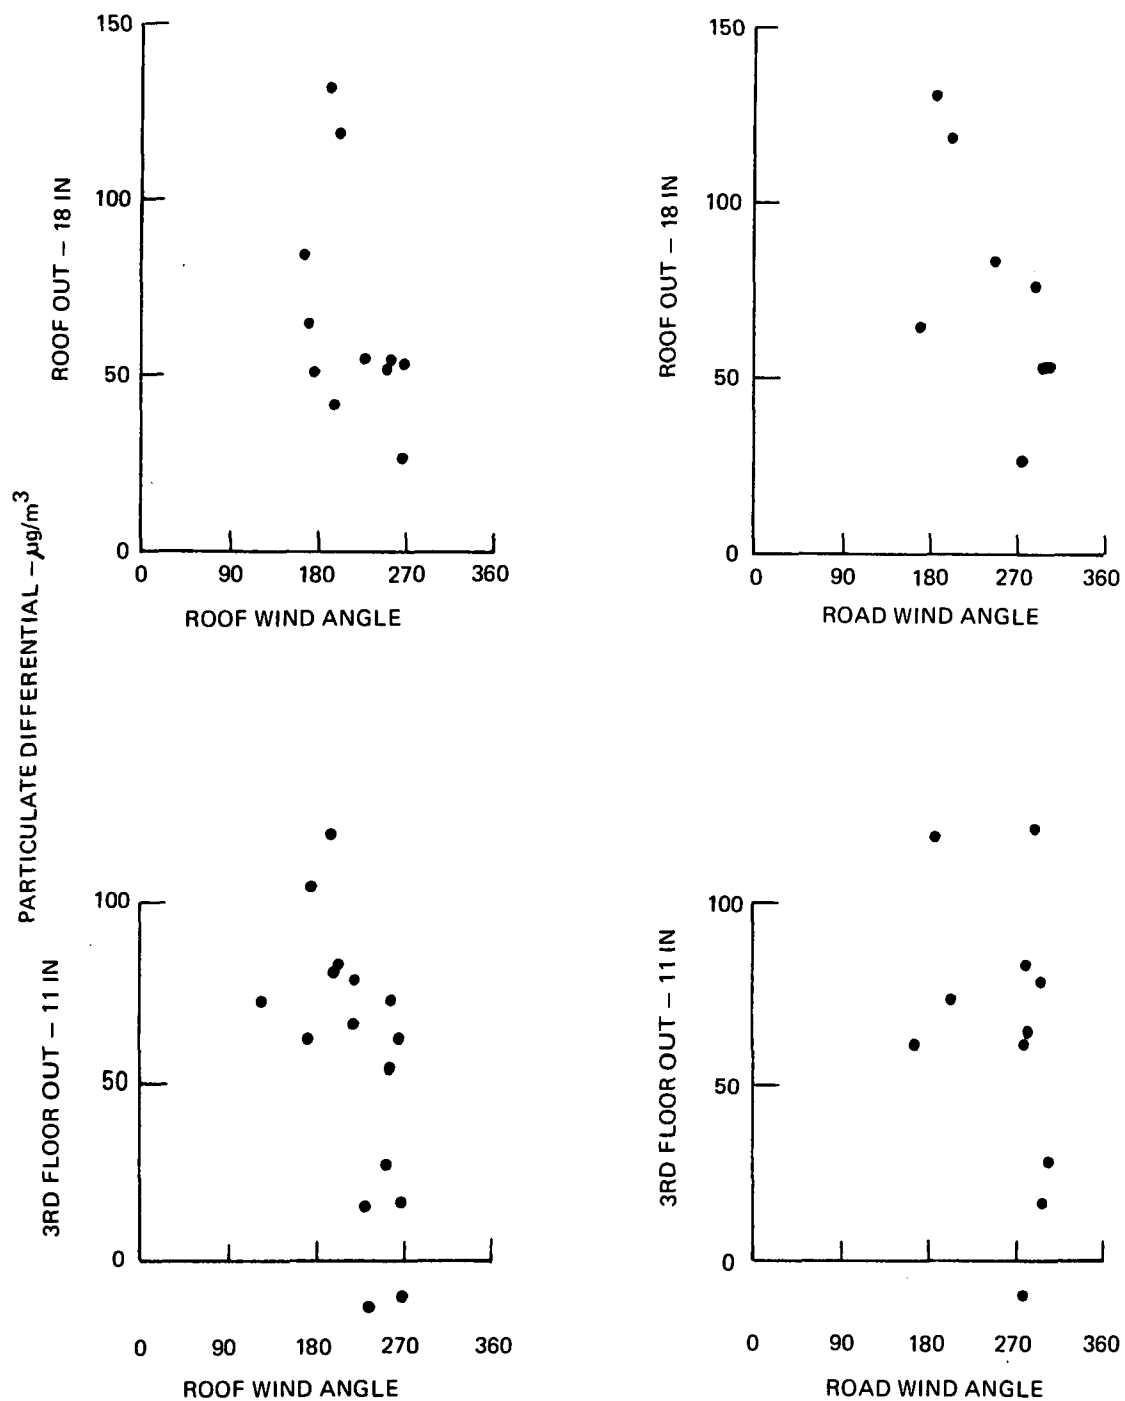 PARTICULATE DIFFERENTIAL – µg/m³
ROOF OUT – 18 IN
150
100
50
0
0 90 180 270 360
ROOF WIND ANGLE
ROOF OUT – 18 IN
150
100
50
0
0 90 180 270 360
ROAD WIND ANGLE
3RD FLOOR OUT – 11 IN
100
50
0
0 90 180 270 360
ROOF WIND ANGLE
3RD FLOOR OUT – 11 IN
100
50
0
0 90 180 270 360
ROAD WIND ANGLE